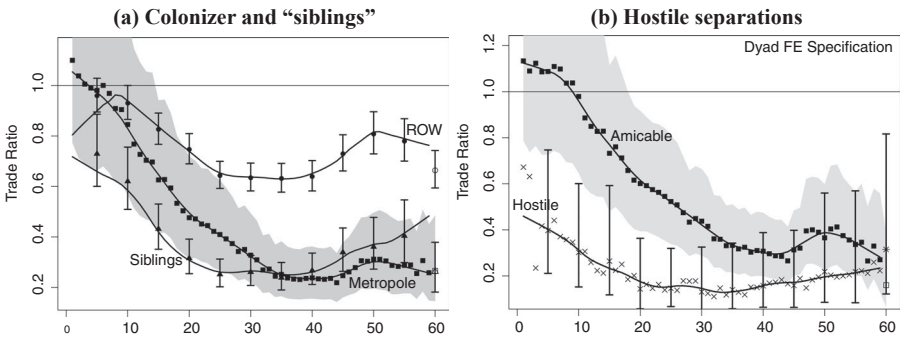 (a) Colonizer and “siblings”
Trade Ratio
1.0
0.8
0.6
0.4
0.2
ROW
Siblings
Metropole
0 10 20 30 40 50 60
(b) Hostile separations
Trade Ratio
1.2
1.0
0.8
0.6
0.4
0.2
Dyad FE Specification
Amicable
Hostile
0 10 20 30 40 50 60